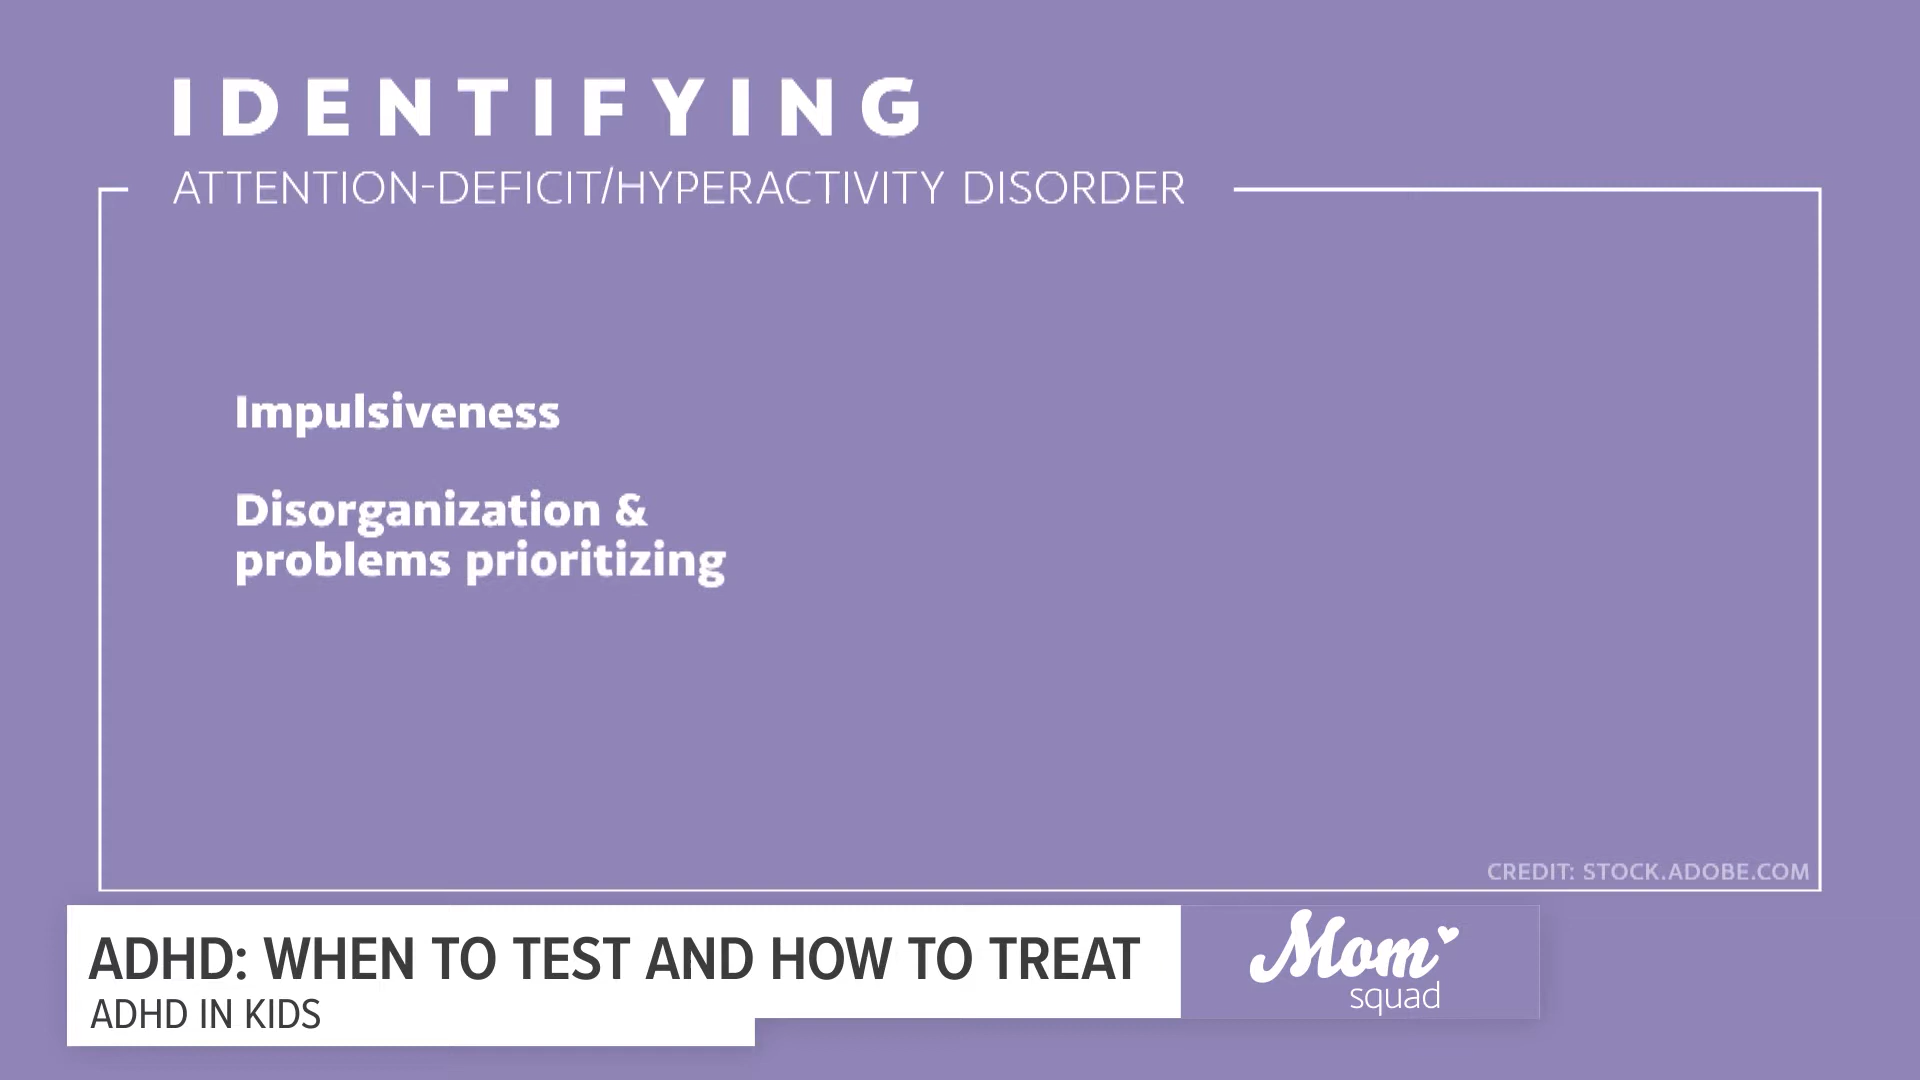 IDENTIFYING
ATTENTION-DEFICIT/HYPERACTIVITY DISORDER
Impulsiveness
Disorganization &
problems prioritizing
CREDIT: STOCK.ADOBE.COM
ADHD: WHEN TO TEST AND HOW TO TREAT
ADHD IN KIDS
Mom
squad